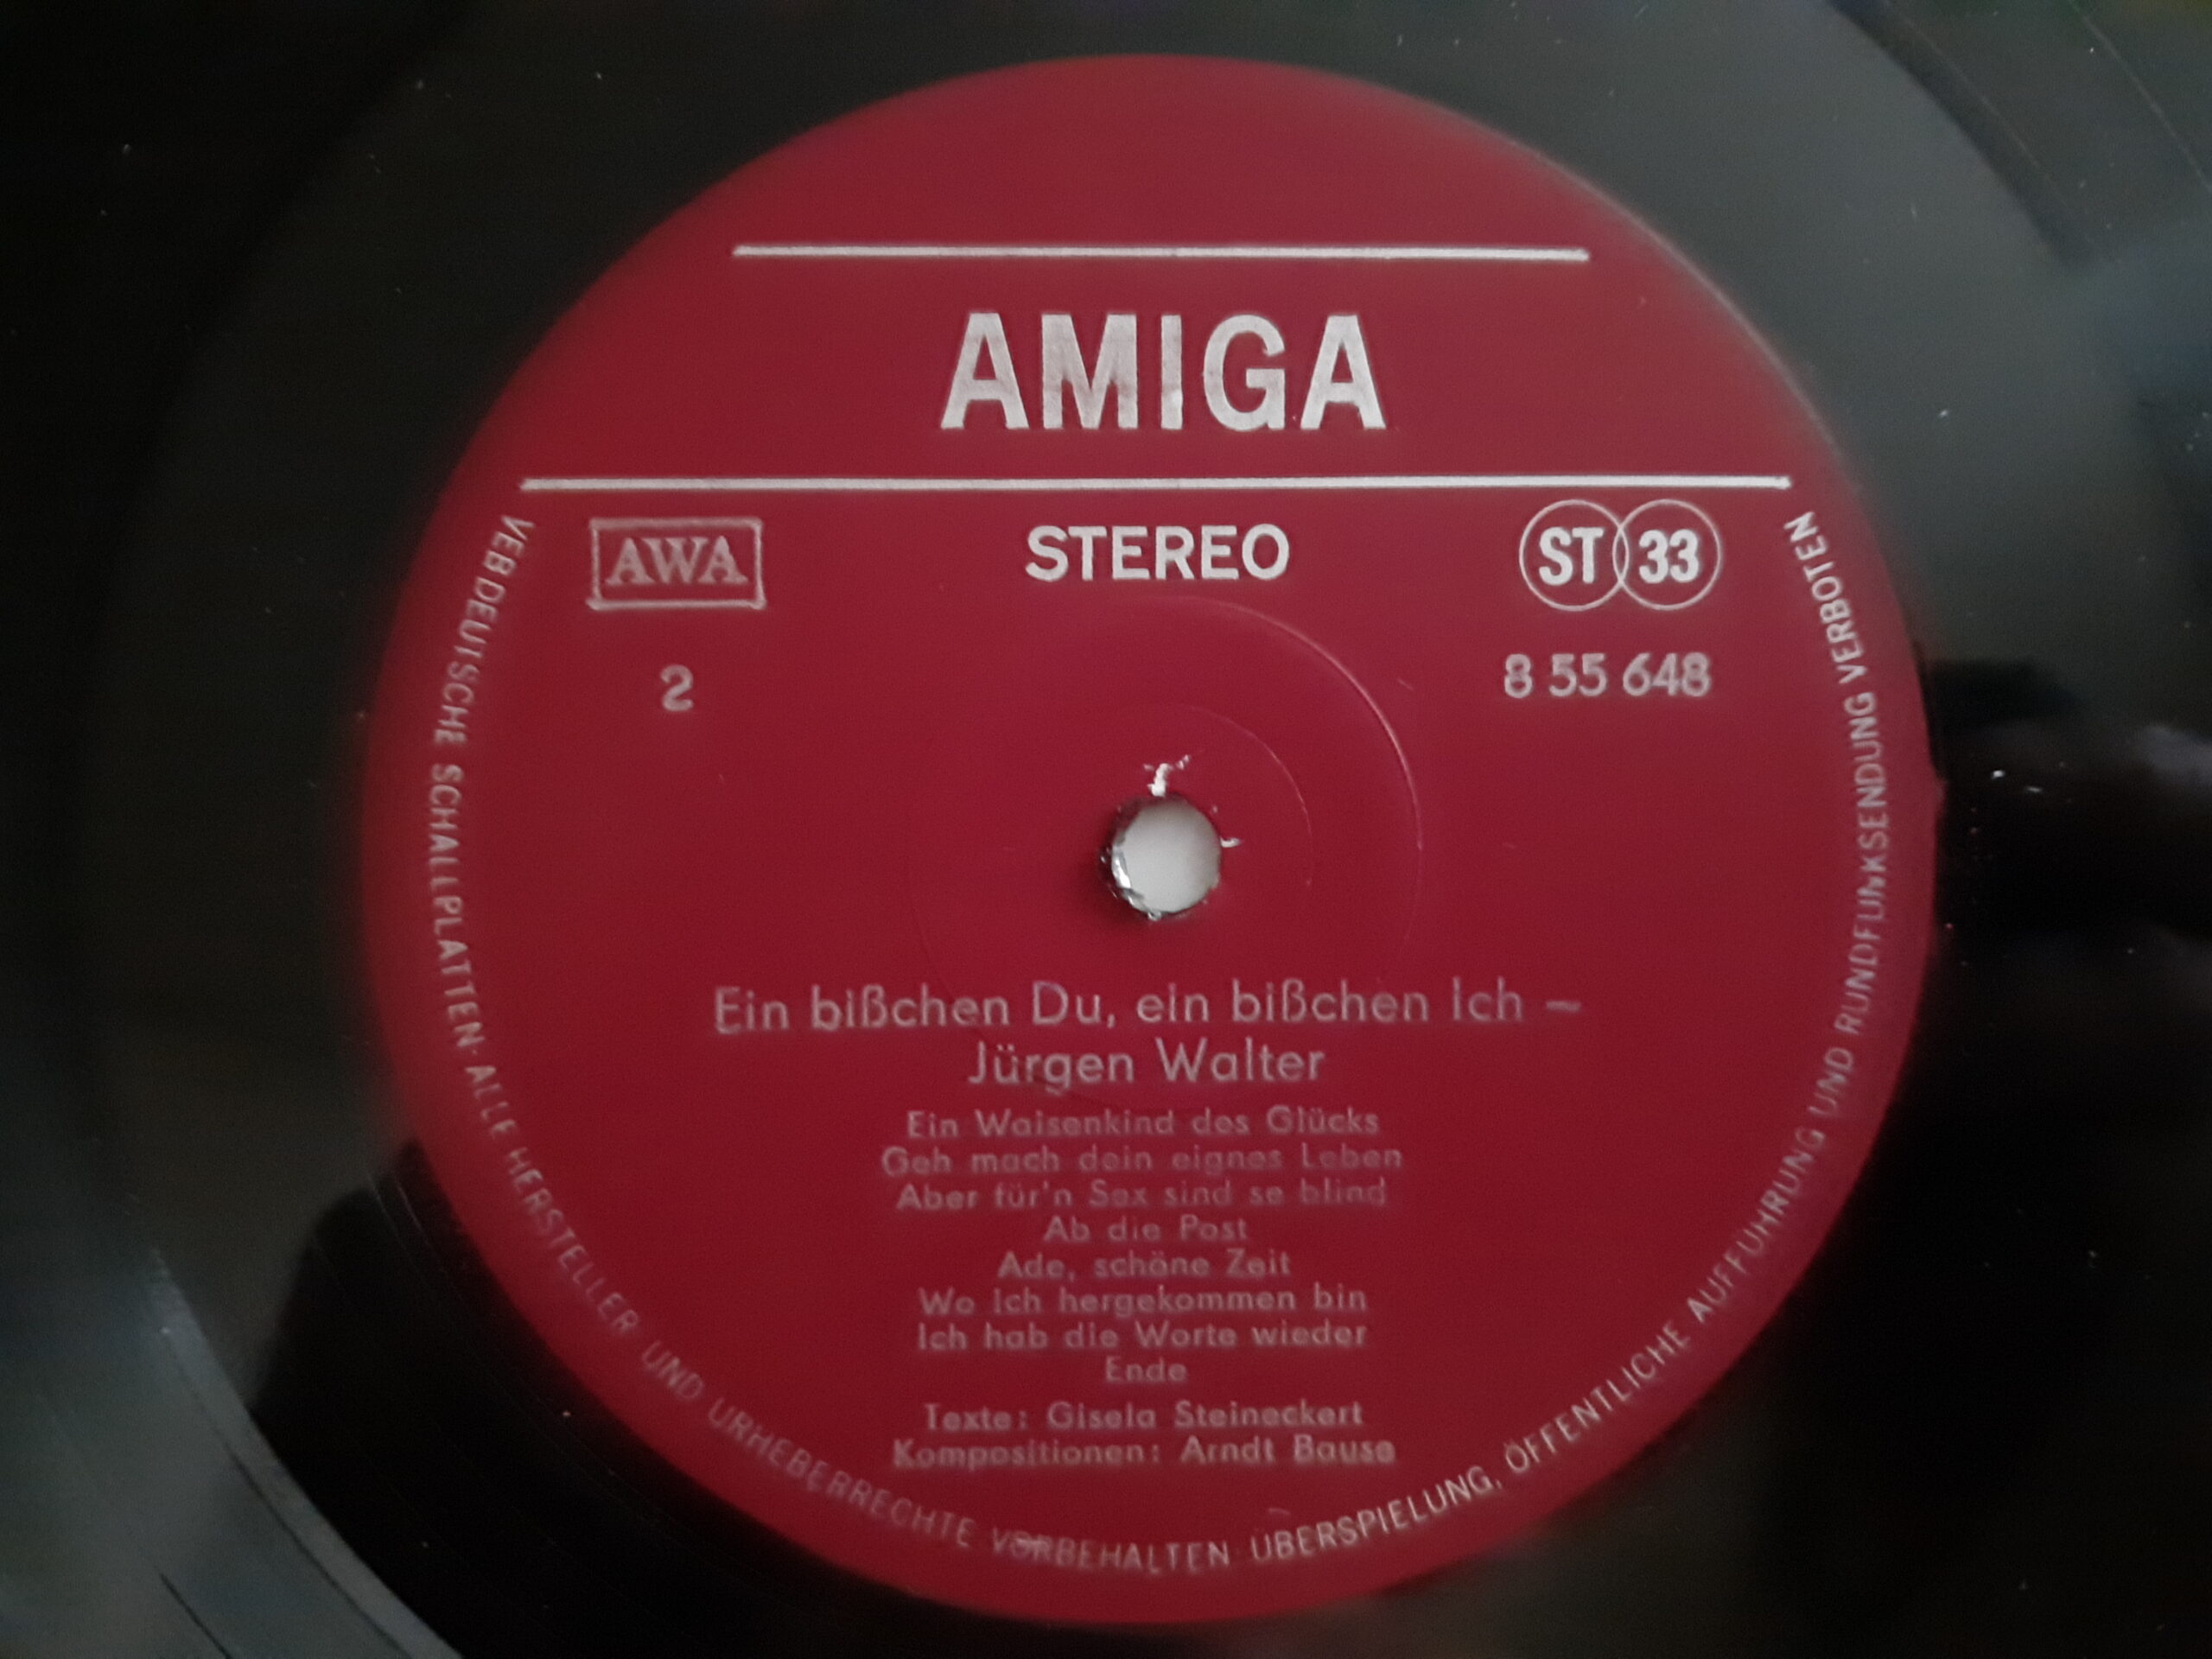 AMIGA
AWA
STEREO
ST 33
2
8 55 648
Ein bißchen Du, ein bißchen Ich –
Jürgen Walter
Ein Waisenkind des Glücks
Geh mach dein eignes Leben
Aber für'n Sex sind se blind
Ab die Post
Ade, schöne Zeit
Wo ich hergekommen bin
Ich hab die Worte wieder
Ende
Texte: Gisela Steineckert
Kompositionen: Arndt Bause
VEB DEUTSCHE SCHALLPLATTEN · ALLE HERSTELLER- UND URHEBERRECHTE VORBEHALTEN · ÜBERSPIELUNG, ÖFFENTLICHE AUFFÜHRUNG UND RUNDFUNKSENDUNG VERBOTEN